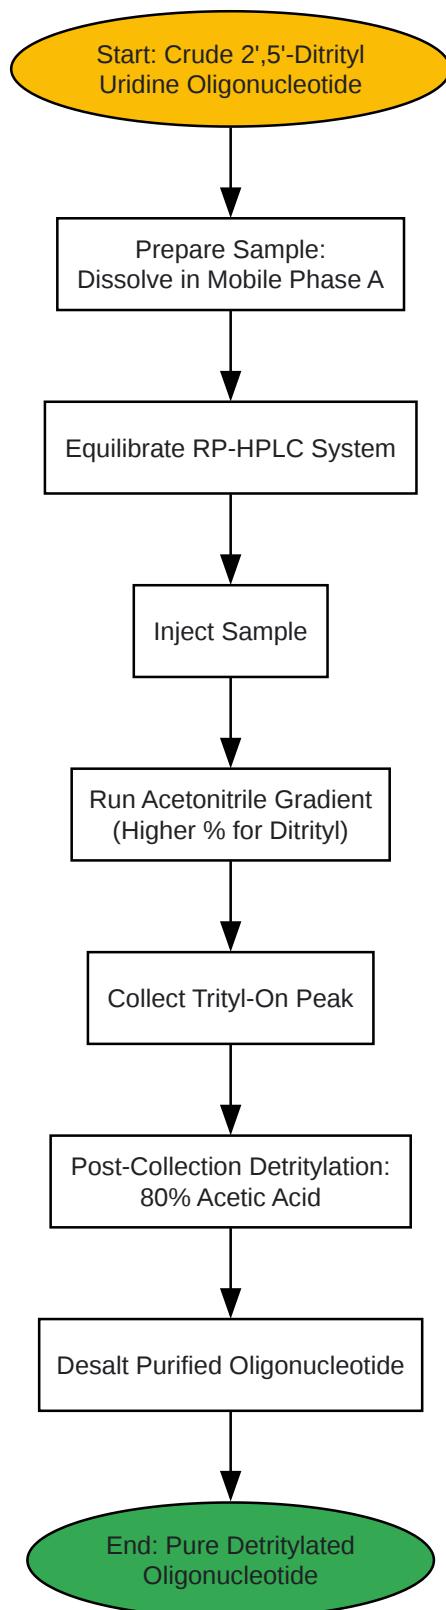 Start: Crude 2',5'-Ditrityl
Uridine Oligonucleotide
Prepare Sample:
Dissolve in Mobile Phase A
Equilibrate RP-HPLC System
Inject Sample
Run Acetonitrile Gradient
(Higher % for Ditrityl)
Collect Trityl-On Peak
Post-Collection Detritylation:
80% Acetic Acid
Desalt Purified Oligonucleotide
End: Pure Detritylated
Oligonucleotide